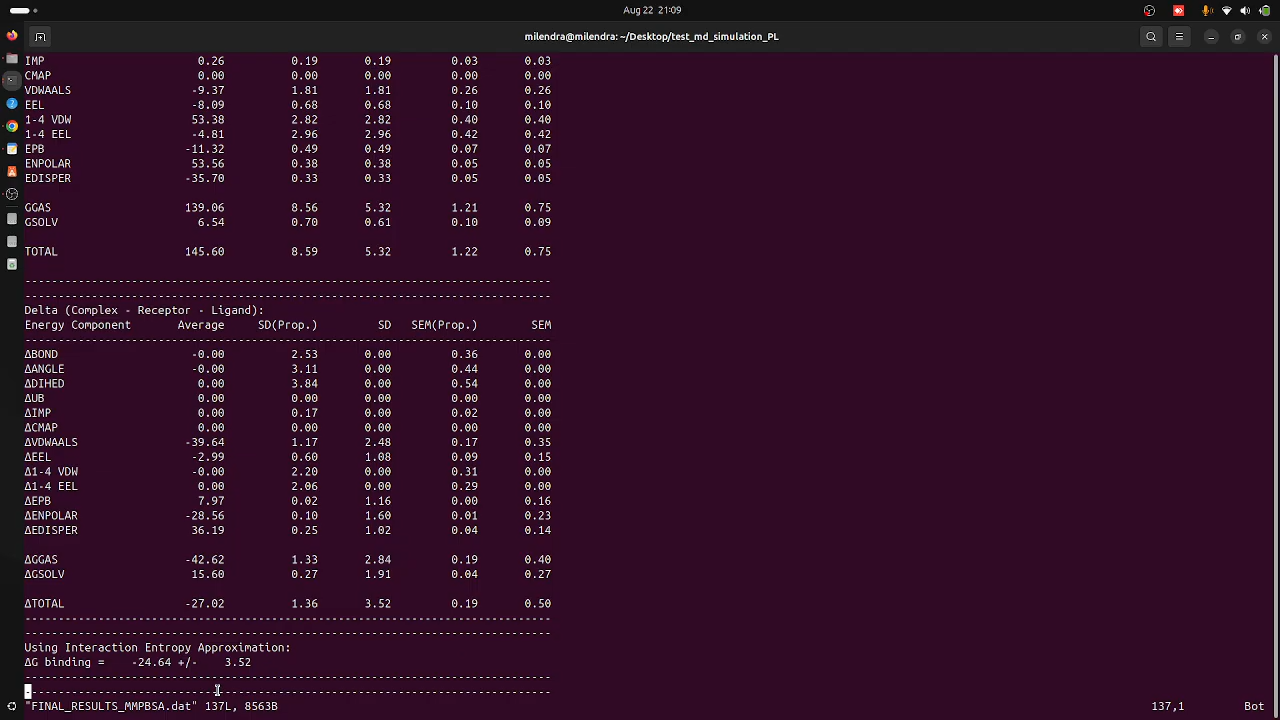 Aug 22 21:09
milendra@milendra: ~/Desktop/test_md_simulation_PL
IMP 0.26 0.19 0.19 0.03 0.03
CMAP 0.00 0.00 0.00 0.00 0.00
VDWAALS -9.37 1.81 1.81 0.26 0.26
EEL -8.09 0.68 0.68 0.10 0.10
1-4 VDW 53.38 2.82 2.82 0.40 0.40
1-4 EEL -4.81 2.96 2.96 0.42 0.42
EPB -11.32 0.49 0.49 0.07 0.07
ENPOLAR 53.56 0.38 0.38 0.05 0.05
EDISPER -35.70 0.33 0.33 0.05 0.05
GGAS 139.06 8.56 5.32 1.21 0.75
GSOLV 6.54 0.70 0.61 0.10 0.09
TOTAL 145.60 8.59 5.32 1.22 0.75
-------------------------------------------------------------------------------
-------------------------------------------------------------------------------
Delta (Complex - Receptor - Ligand):
Energy Component Average SD(Prop.) SD SEM(Prop.) SEM
-------------------------------------------------------------------------------
ΔBOND -0.00 2.53 0.00 0.36 0.00
ΔANGLE -0.00 3.11 0.00 0.44 0.00
ΔDIHED 0.00 3.84 0.00 0.54 0.00
ΔUB 0.00 0.00 0.00 0.00 0.00
ΔIMP 0.00 0.17 0.00 0.02 0.00
ΔCMAP 0.00 0.00 0.00 0.00 0.00
ΔVDWAALS -39.64 1.17 2.48 0.17 0.35
ΔEEL -2.99 0.60 1.08 0.09 0.15
Δ1-4 VDW -0.00 2.20 0.00 0.31 0.00
Δ1-4 EEL 0.00 2.06 0.00 0.29 0.00
ΔEPB 7.97 0.02 1.16 0.00 0.16
ΔENPOLAR -28.56 0.10 1.60 0.01 0.23
ΔEDISPER 36.19 0.25 1.02 0.04 0.14
ΔGGAS -42.62 1.33 2.84 0.19 0.40
ΔGSOLV 15.60 0.27 1.91 0.04 0.27
ΔTOTAL -27.02 1.36 3.52 0.19 0.50
-------------------------------------------------------------------------------
-------------------------------------------------------------------------------
Using Interaction Entropy Approximation:
ΔG binding = -24.64 +/- 3.52
-------------------------------------------------------------------------------
-------------------------------------------------------------------------------
"FINAL_RESULTS_MMPBSA.dat" 137L, 8563B 137,1 Bot